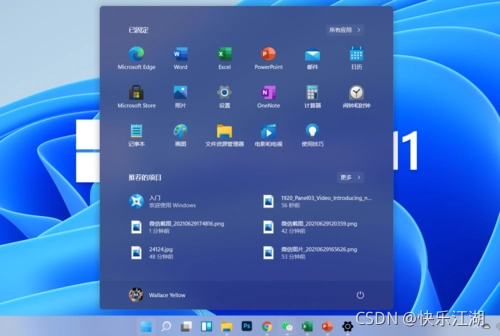 已固定
所有应用 >
Microsoft Edge
Word
Excel
PowerPoint
邮件
日历
Microsoft Store
照片
设置
OneNote
计算器
闹钟和时钟
记事本
画图
文件资源管理器
电影和电视
使用技巧
11
推荐的项目
更多 >
入门
欢迎使用 Windows
1920_Panel03_Video_Introducing_n...
56 秒前
微信截图_20210629174816.png
1 分钟前
微信截图_20210629120359.png
42 分钟前
24124.jpg
49 分钟前
微信图片_20210629165626.png
53 分钟前
Wallace Yellow
CSDN @快乐江湖